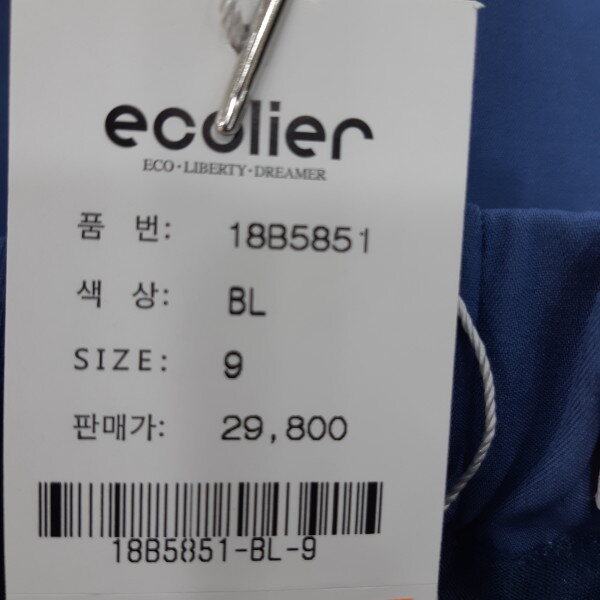 ecolier
ECO·LIBERTY·DREAMER
품 번: 18B5851
색 상: BL
SIZE: 9
판매가: 29,800
18B5851-BL-9